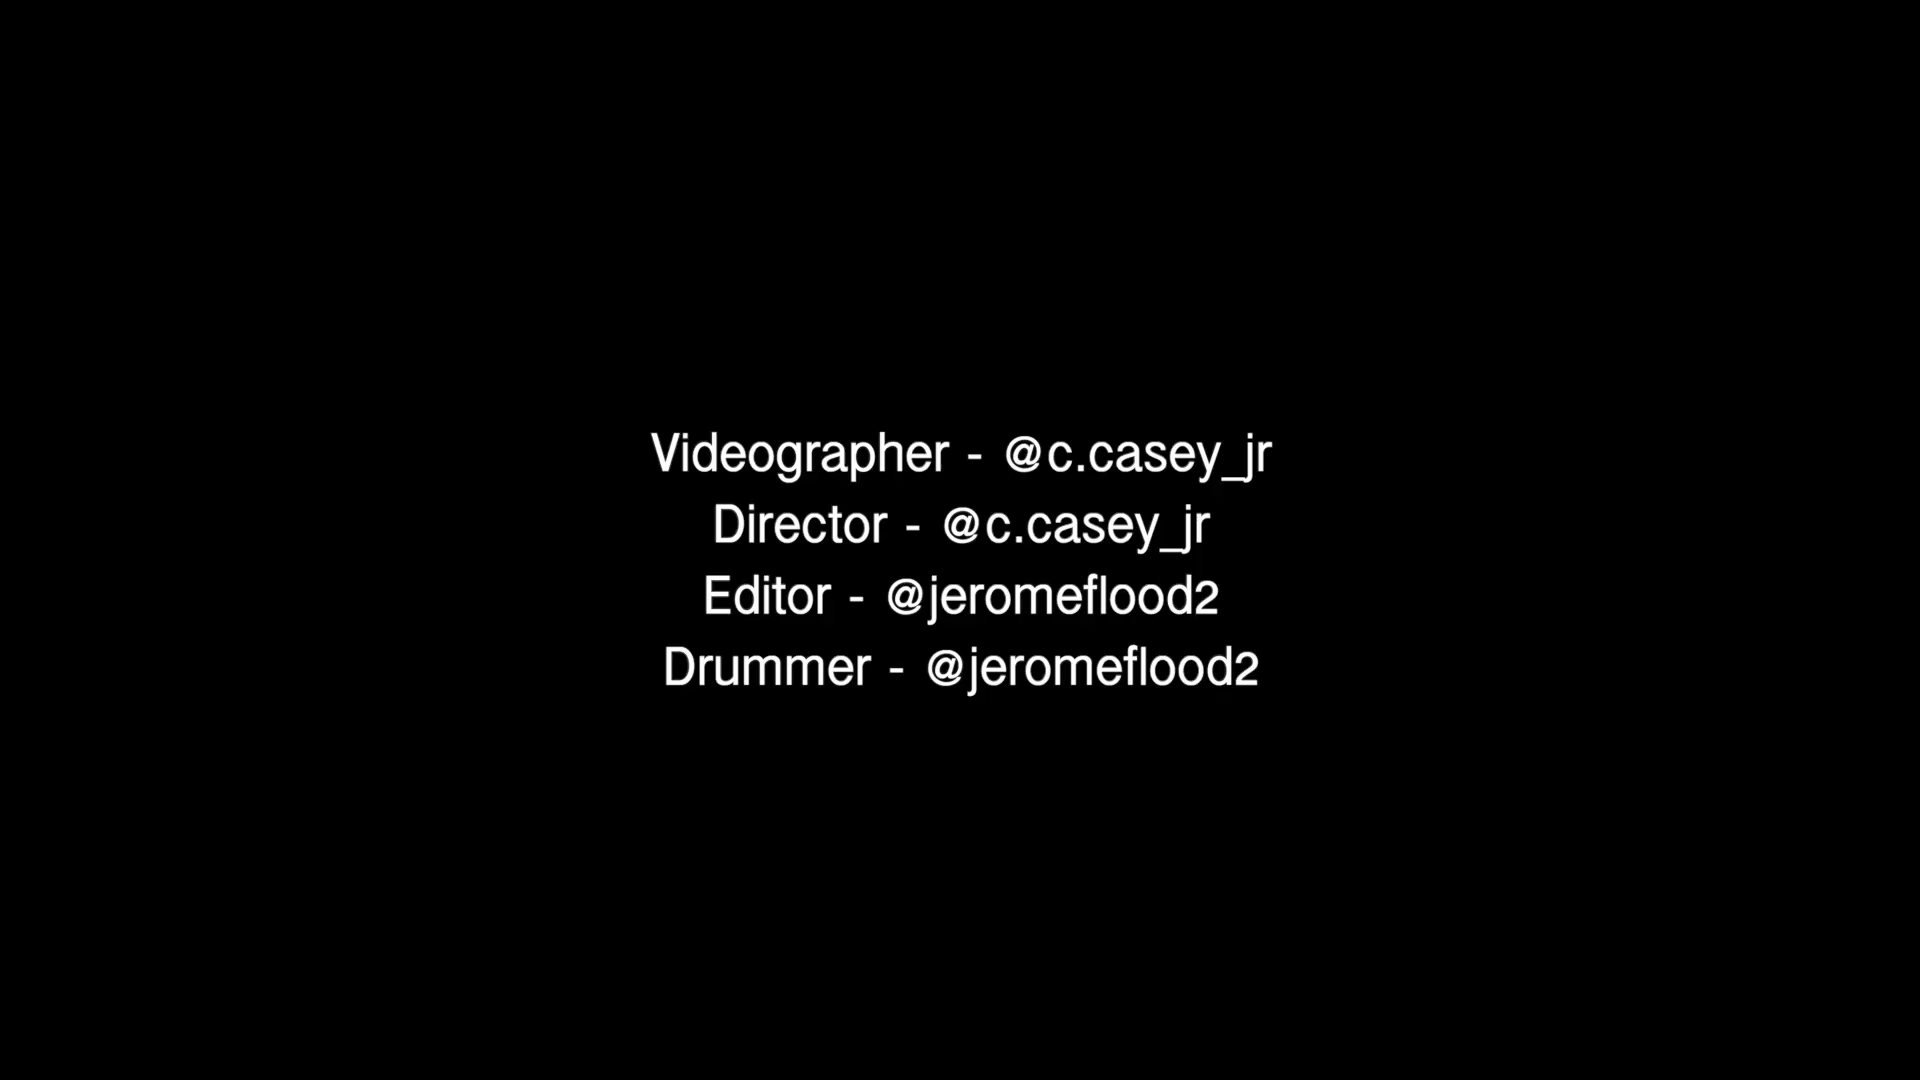 Videographer - @c.casey_jr
Director - @c.casey_jr
Editor - @jeromeflood2
Drummer - @jeromeflood2